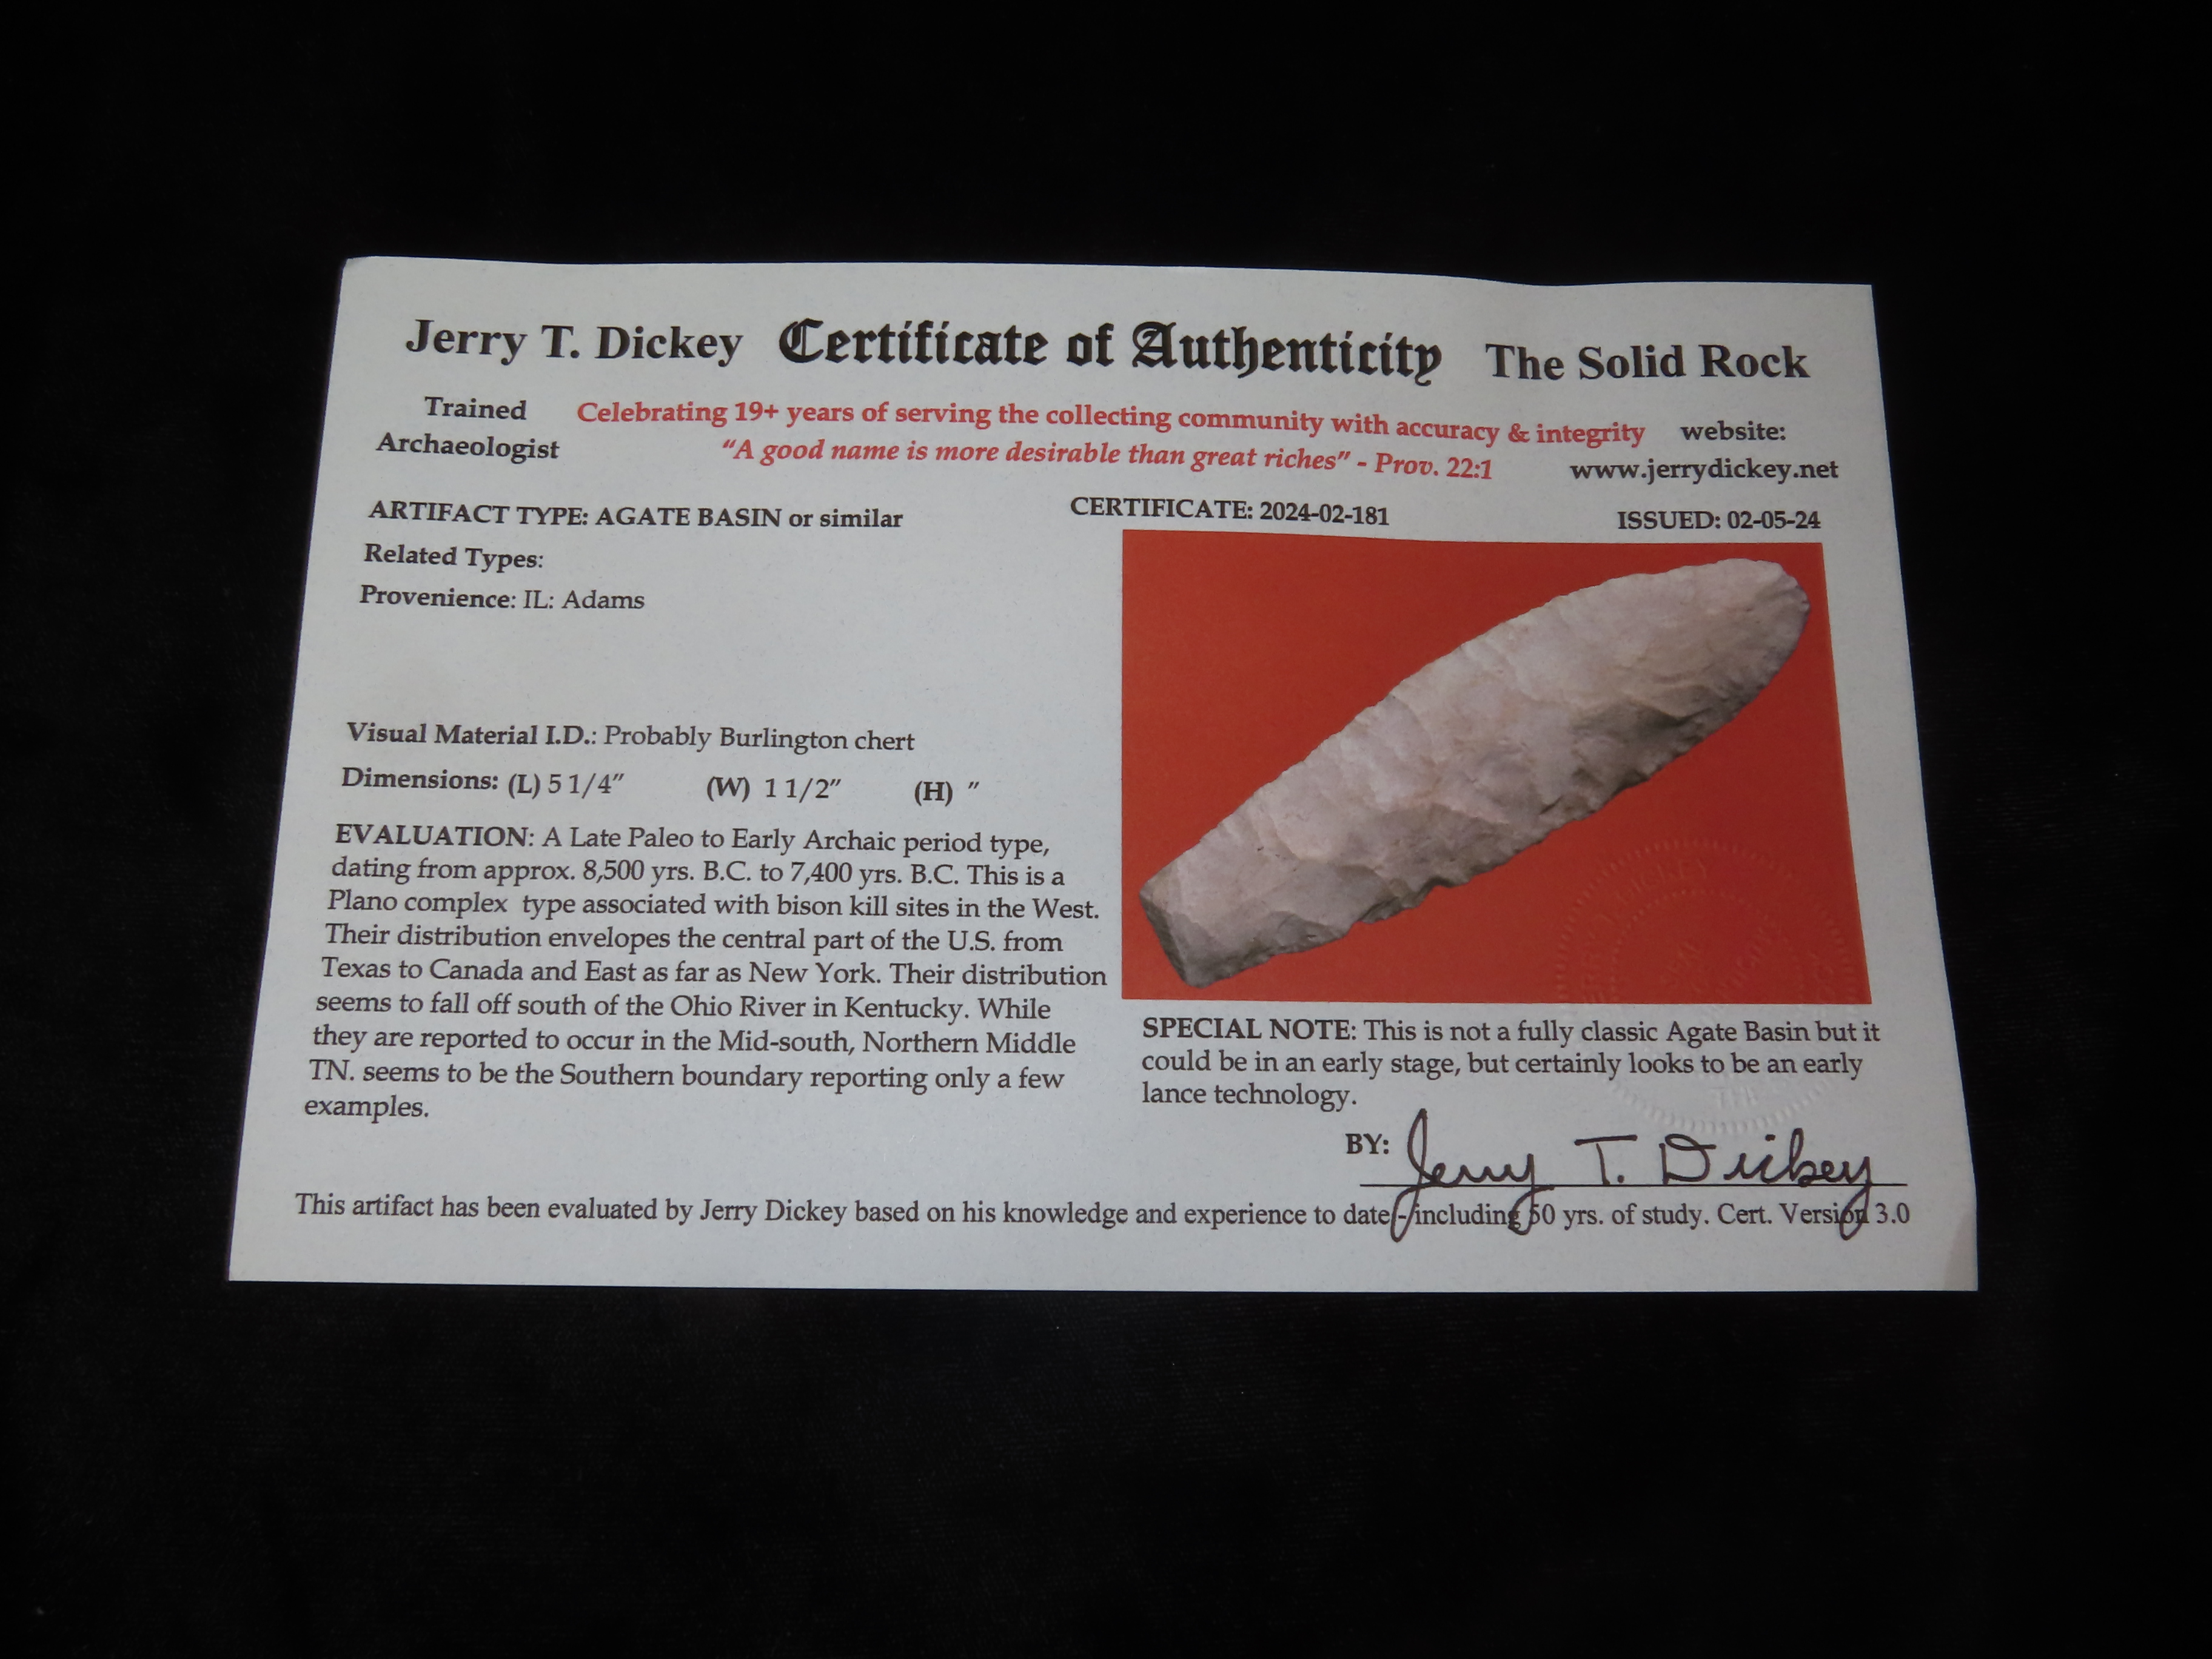 Jerry T. Dickey Certificate of Authenticity The Solid Rock
Trained Archaeologist
Celebrating 19+ years of serving the collecting community with accuracy & integrity
"A good name is more desirable than great riches" - Prov. 22:1
website:
www.jerrydickey.net
ARTIFACT TYPE: AGATE BASIN or similar
CERTIFICATE: 2024-02-181
ISSUED: 02-05-24
Related Types:
Provenience: IL: Adams
Visual Material I.D.: Probably Burlington chert
Dimensions: (L) 5 1/4" (W) 1 1/2" (H) "
EVALUATION: A Late Paleo to Early Archaic period type,
dating from approx. 8,500 yrs. B.C. to 7,400 yrs. B.C. This is a
Plano complex type associated with bison kill sites in the West.
Their distribution envelopes the central part of the U.S. from
Texas to Canada and East as far as New York. Their distribution
seems to fall off south of the Ohio River in Kentucky. While
they are reported to occur in the Mid-south, Northern Middle
TN. seems to be the Southern boundary reporting only a few
examples.
SPECIAL NOTE: This is not a fully classic Agate Basin but it
could be in an early stage, but certainly looks to be an early
lance technology.
BY: Jerry T. Dickey
This artifact has been evaluated by Jerry Dickey based on his knowledge and experience to date - including 50 yrs. of study. Cert. Version 3.0